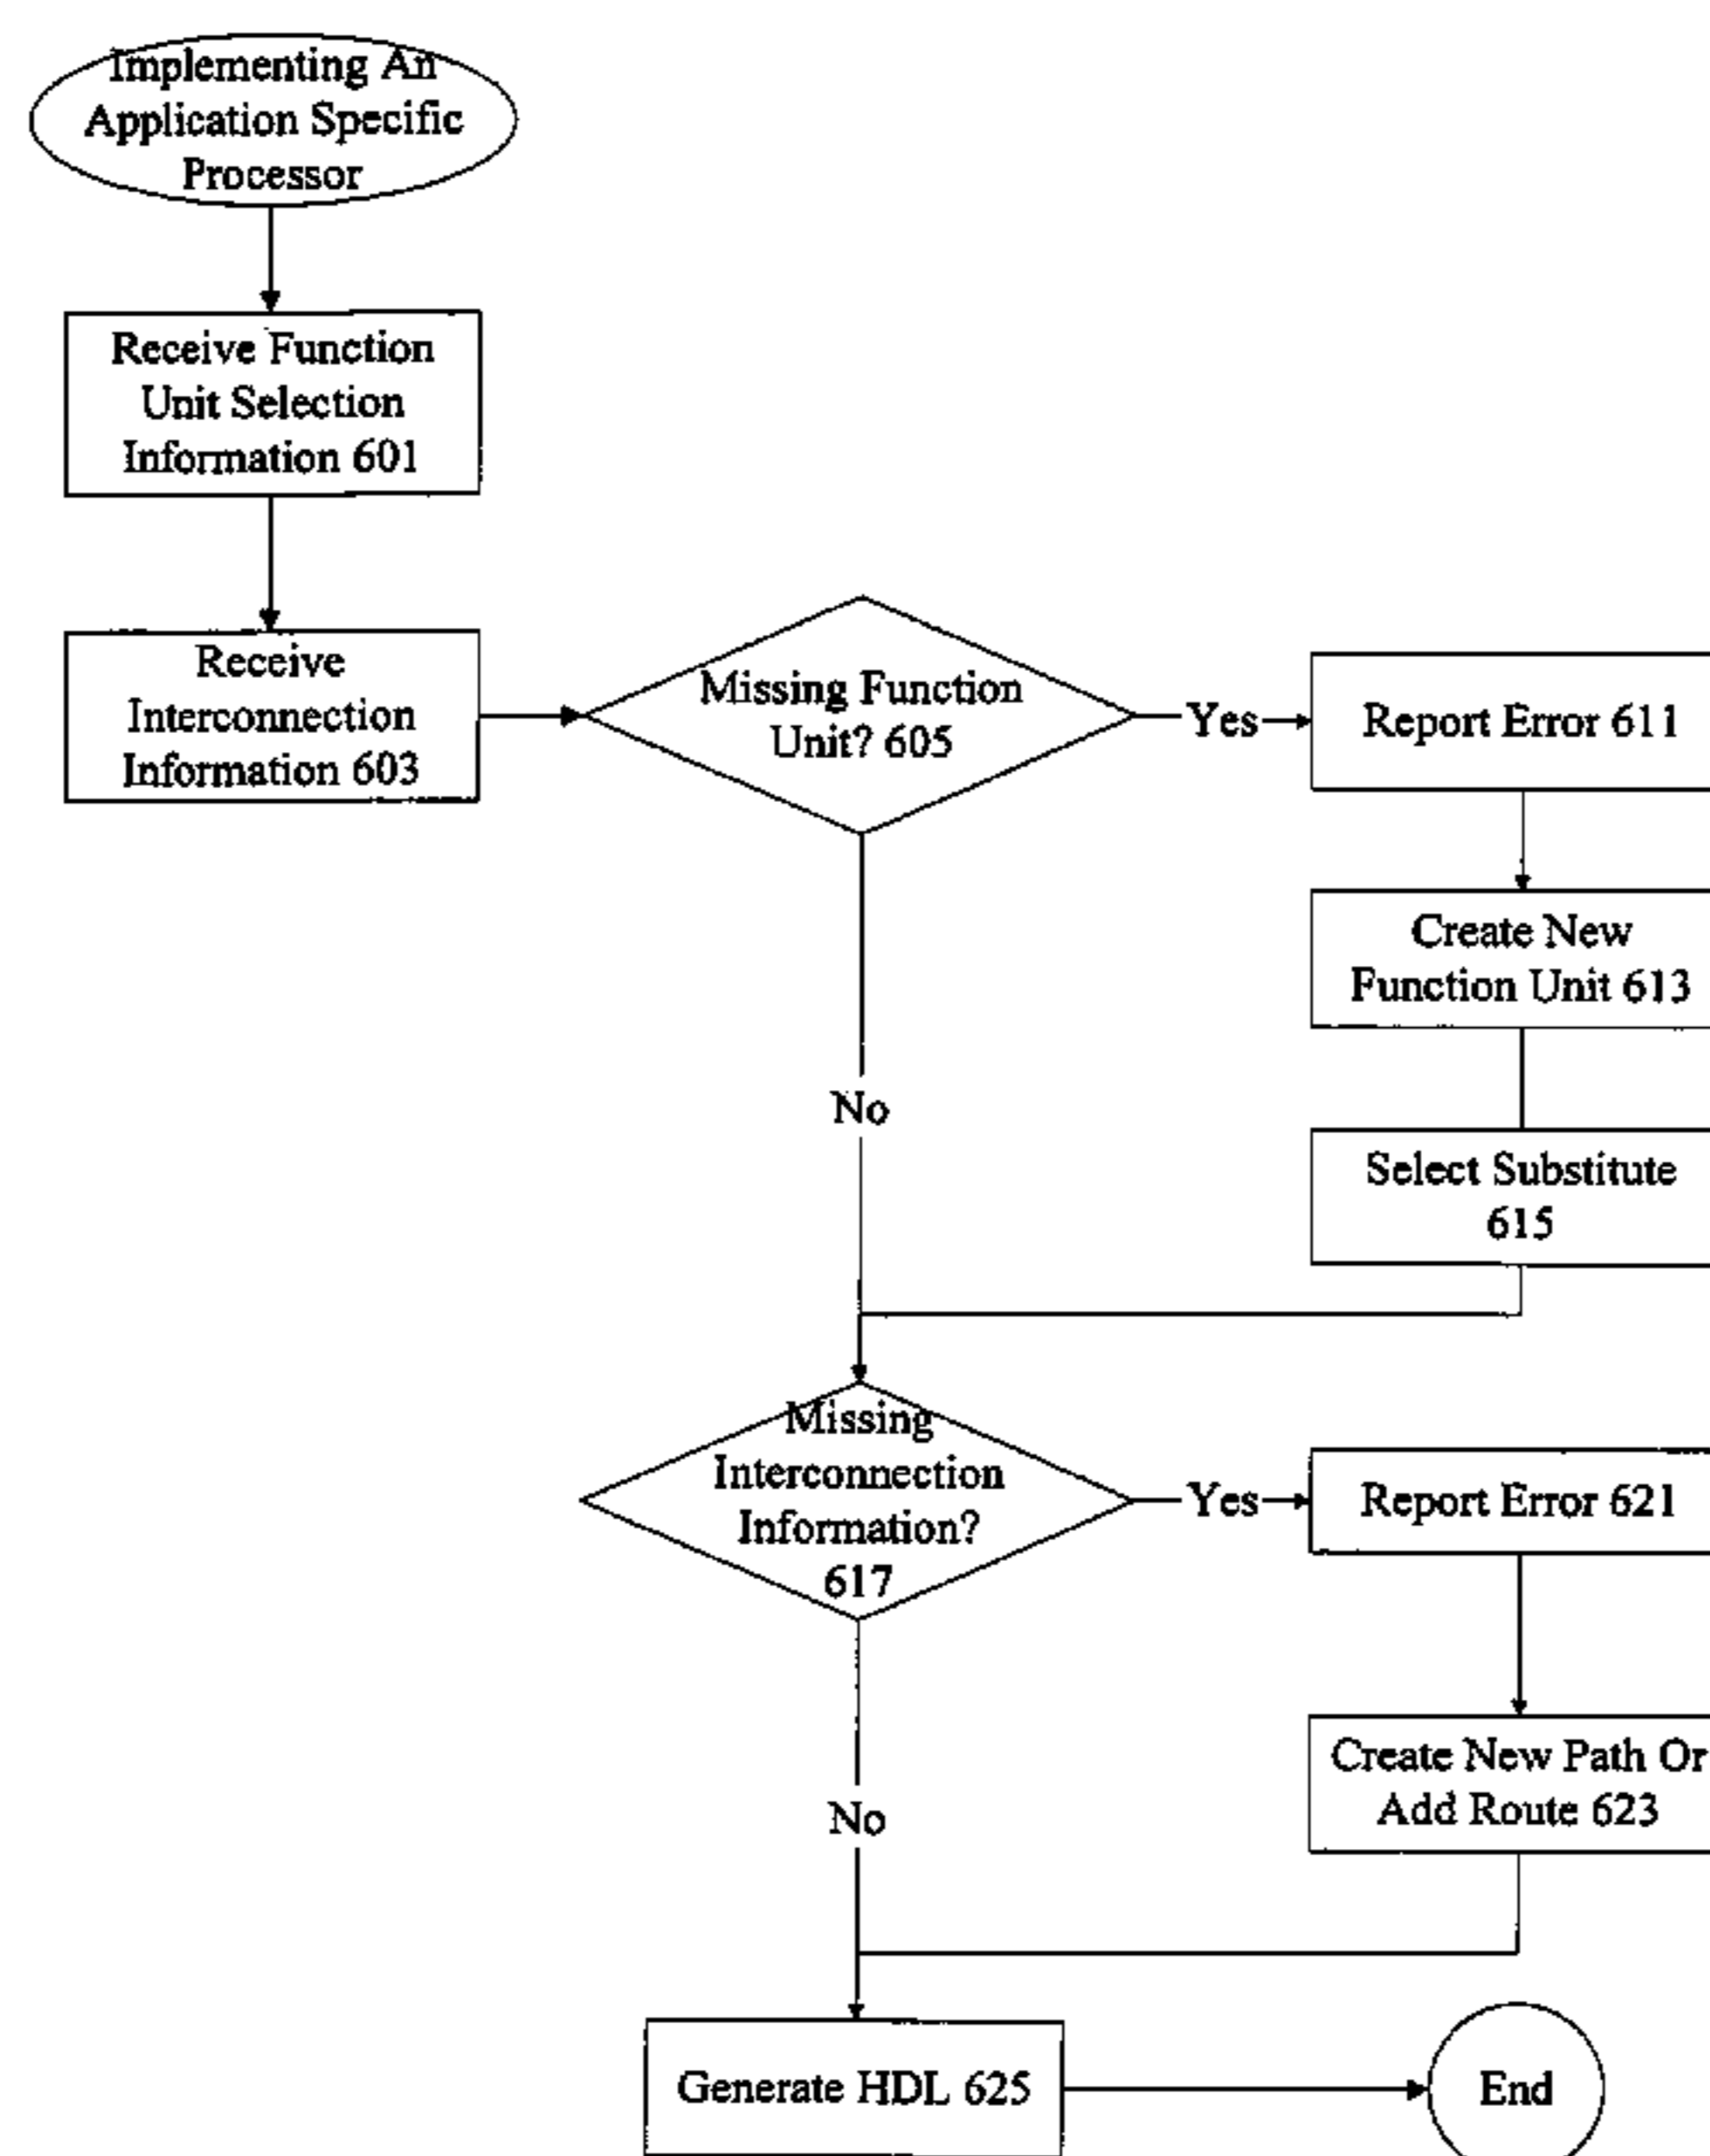 Implementing An
Application Specific
Processor
Receive Function
Unit Selection
Information 601
Receive
Interconnection
Information 603
Missing Function
Unit? 605
Yes
Report Error 611
Create New
Function Unit 613
No
Select Substitute
615
Missing
Interconnection
Information?
617
Yes
Report Error 621
Create New Path Or
Add Route 623
No
Generate HDL 625
End